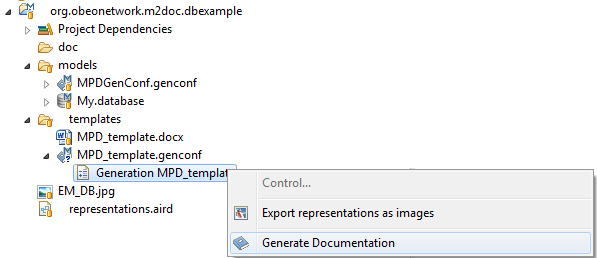 org.obeonetwork.m2doc.dbexample
Project Dependencies
doc
models
MPDGenConf.genconf
My.database
templates
MPD_template.docx
MPD_template.genconf
Generation MPD_templat
Control...
EM_DB.jpg
Export representations as images
representations.aird
Generate Documentation